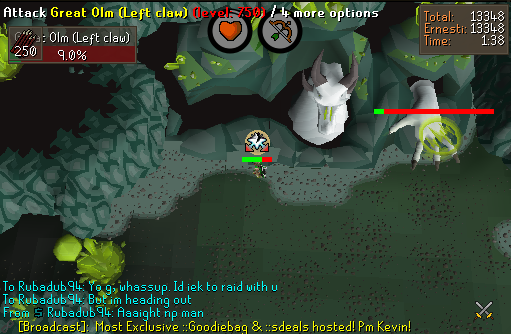 Attack Great Olm (Left claw) (level, 750) / 4 more options
Olm (Left claw)
250
9.0%
Total: 13348
Ernesti: 13348
Time: 1:38
To Rubadub94: Yo g, whassup. Id iek to raid with u
To Rubadub94: But im heading out
From S Rubadub94: Aaaight np man
[Broadcast]: Most Exclusive ::Goodiebag & ::sdeals hosted! Pm Kevin!